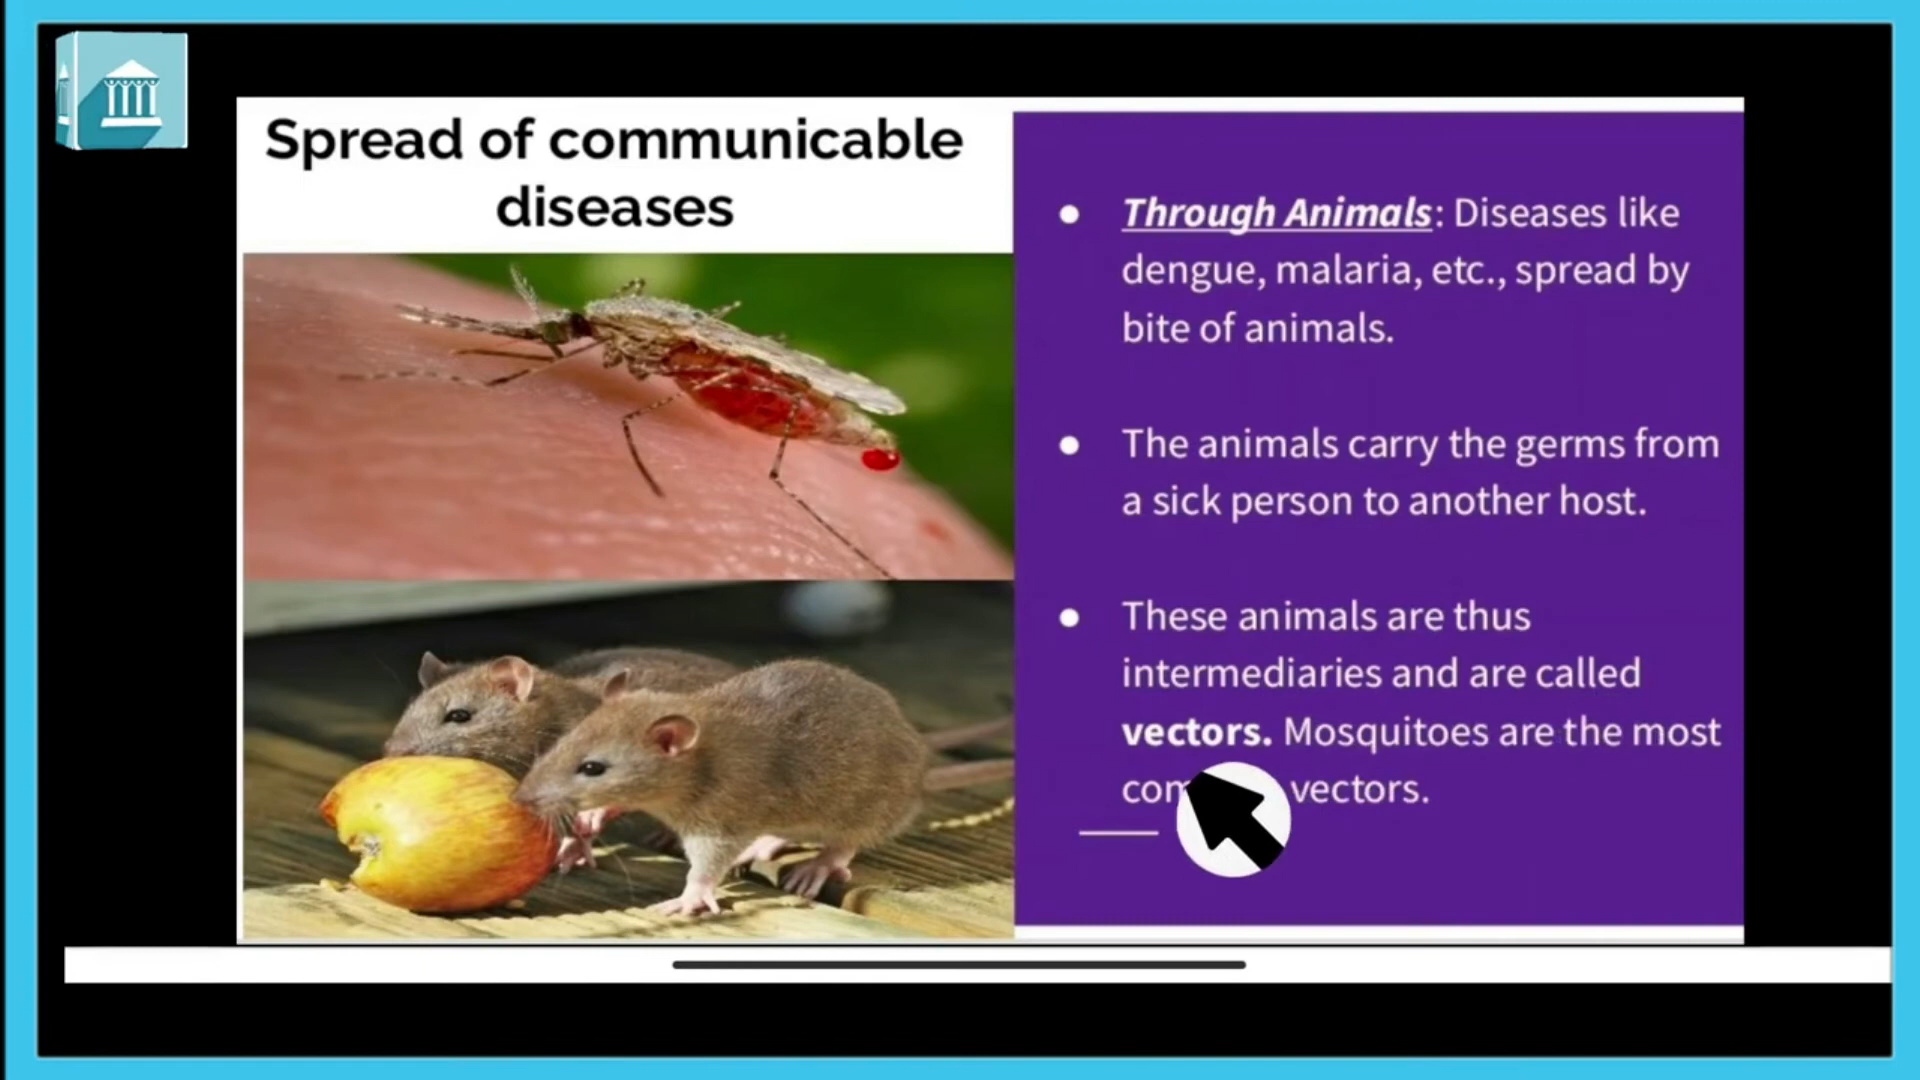 Spread of communicable
diseases
Through Animals: Diseases like
dengue, malaria, etc., spread by
bite of animals.
The animals carry the germs from
a sick person to another host.
These animals are thus
intermediaries and are called
vectors. Mosquitoes are the most
vectors.